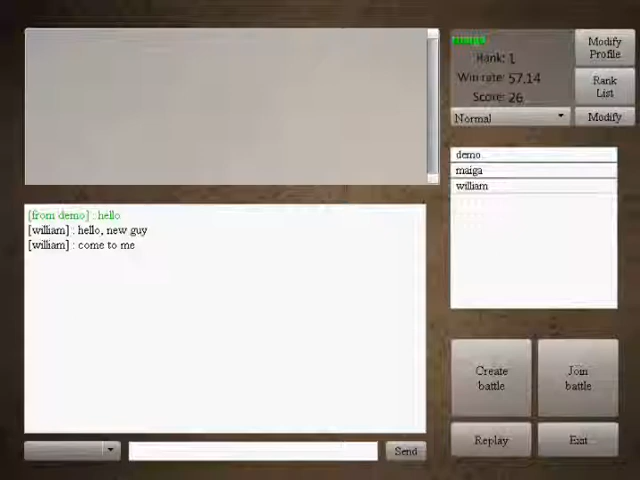 maiga
Rank: 1
Win rate: 57.14
Score: 26
Modify
Profile
Rank
List
Normal
Modify
demo
maiga
william
[from demo] : hello
[william] : hello, new guy
[william] : come to me
Create
battle
Join
battle
Replay
Exit
Send